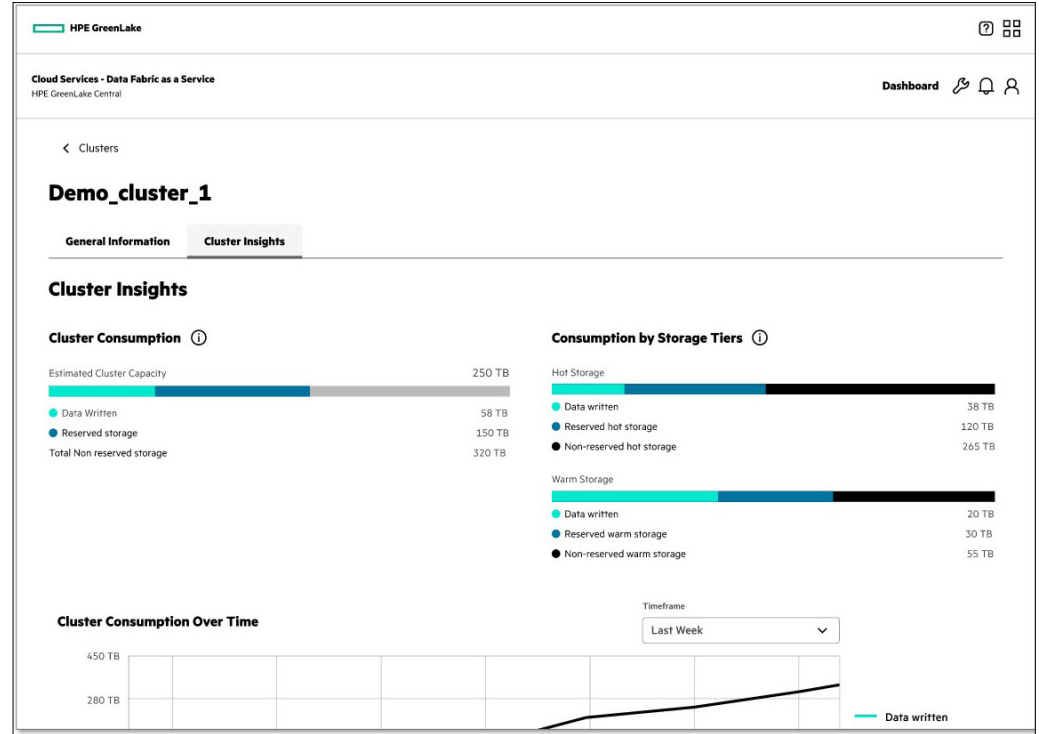 HPE GreenLake
Cloud Services - Data Fabric as a Service
HPE GreenLake Central
Dashboard
Clusters
Demo_cluster_1
General Information
Cluster Insights
Cluster Insights
Cluster Consumption
Estimated Cluster Capacity 250 TB
Data Written 58 TB
Reserved storage 150 TB
Total Non reserved storage 320 TB
Consumption by Storage Tiers
Hot Storage
Data written 38 TB
Reserved hot storage 120 TB
Non-reserved hot storage 265 TB
Warm Storage
Data written 20 TB
Reserved warm storage 30 TB
Non-reserved warm storage 55 TB
Cluster Consumption Over Time
Timeframe
Last Week
450 TB
280 TB
Data written